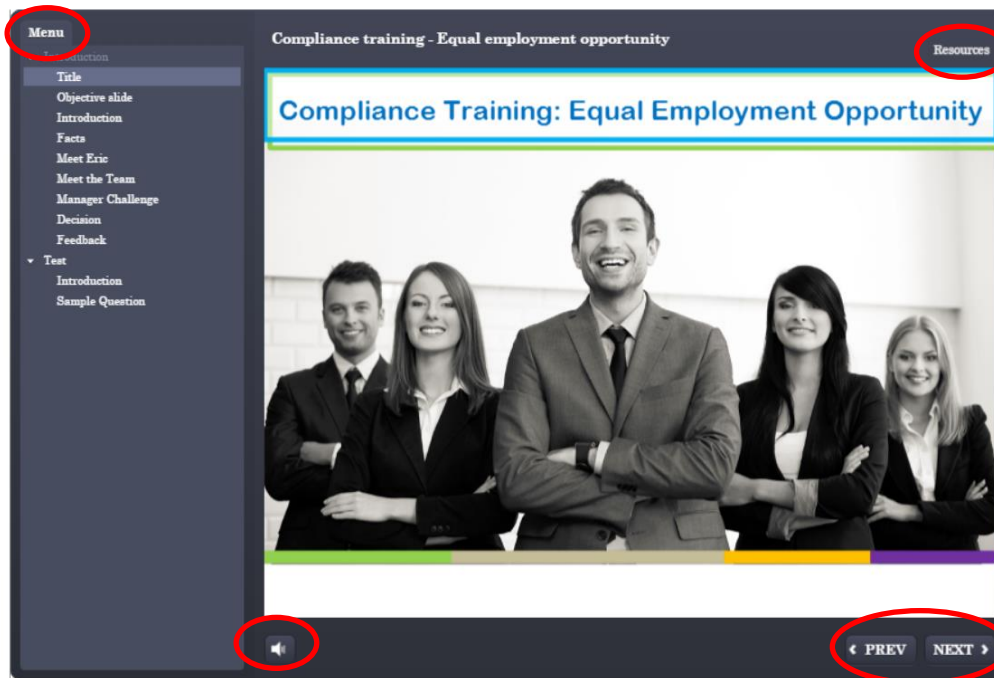 Menu
Introduction
Title
Objective slide
Introduction
Facts
Meet Eric
Meet the Team
Manager Challenge
Decision
Feedback
Test
Introduction
Sample Question
Compliance training - Equal employment opportunity
Resources
Compliance Training: Equal Employment Opportunity
PREV
NEXT